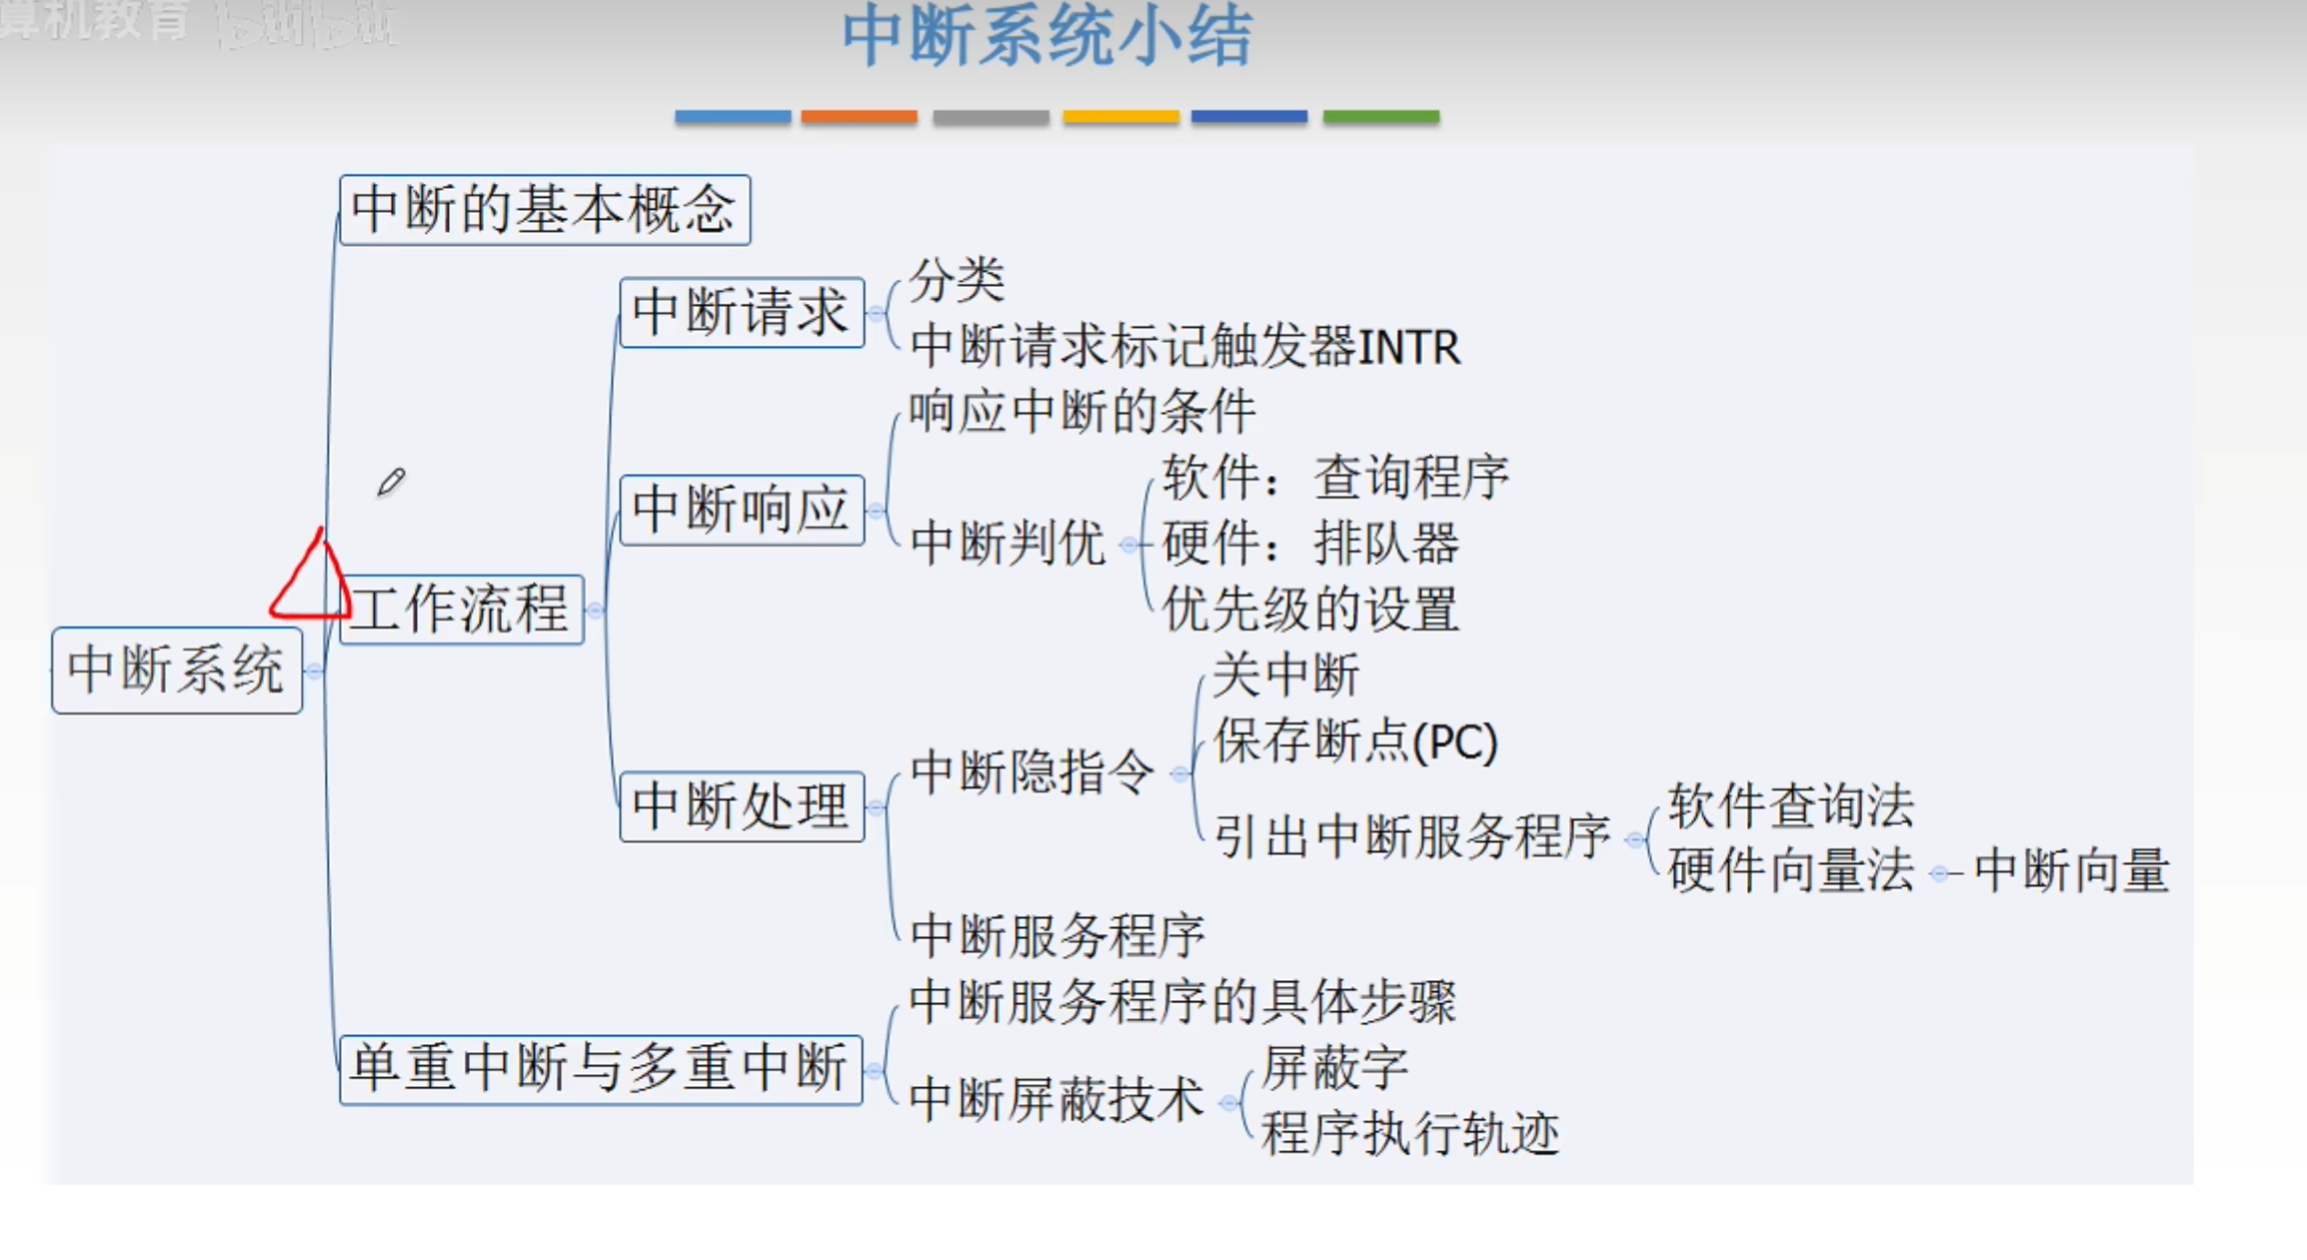 算机教育 bilibili
中断系统小结
中断的基本概念
中断请求
分类
中断请求标记触发器INTR
响应中断的条件
中断响应
软件：查询程序
中断判优
硬件：排队器
优先级的设置
工作流程
中断系统
关中断
保存断点(PC)
中断隐指令
引出中断服务程序
软件查询法
硬件向量法
中断向量
中断处理
中断服务程序
中断服务程序的具体步骤
单重中断与多重中断
屏蔽字
中断屏蔽技术
程序执行轨迹